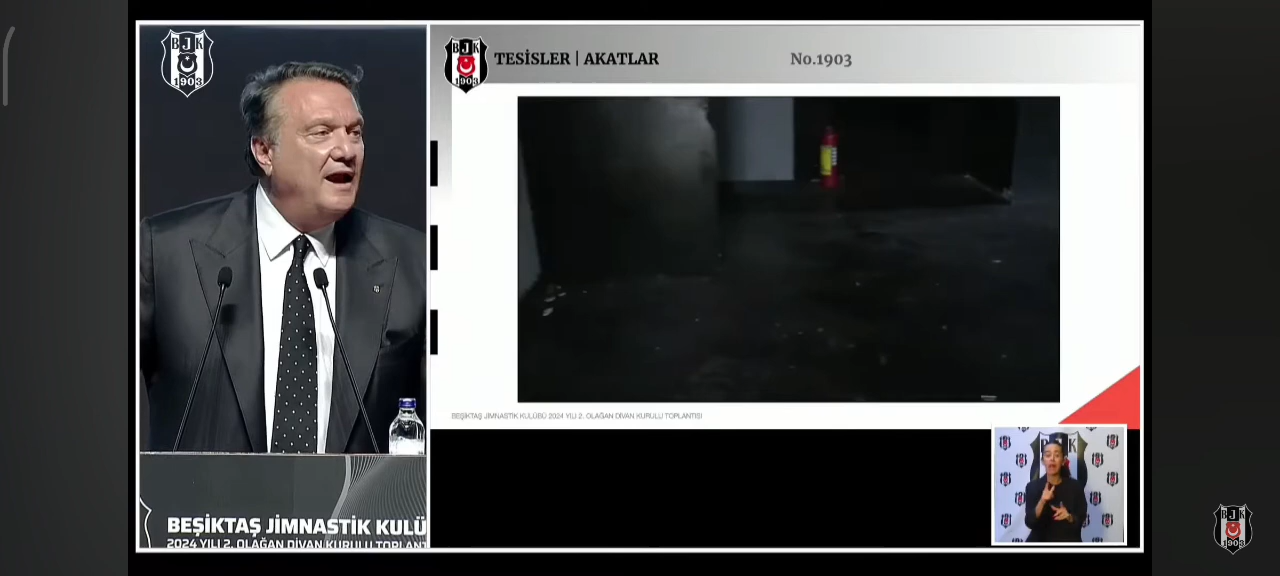 BJK
1903
BJK
1903
TESİSLER | AKATLAR
No.1903
BEŞİKTAŞ JİMNASTİK KULÜBÜ 2024 YILI 2. OLAĞAN DİVAN KURULU TOPLANTISI
BJK
BEŞİKTAŞ JİMNASTİK KULÜ
2024 YILI 2. OLAĞAN DİVAN KURULU TOPLANT
BJK
1903